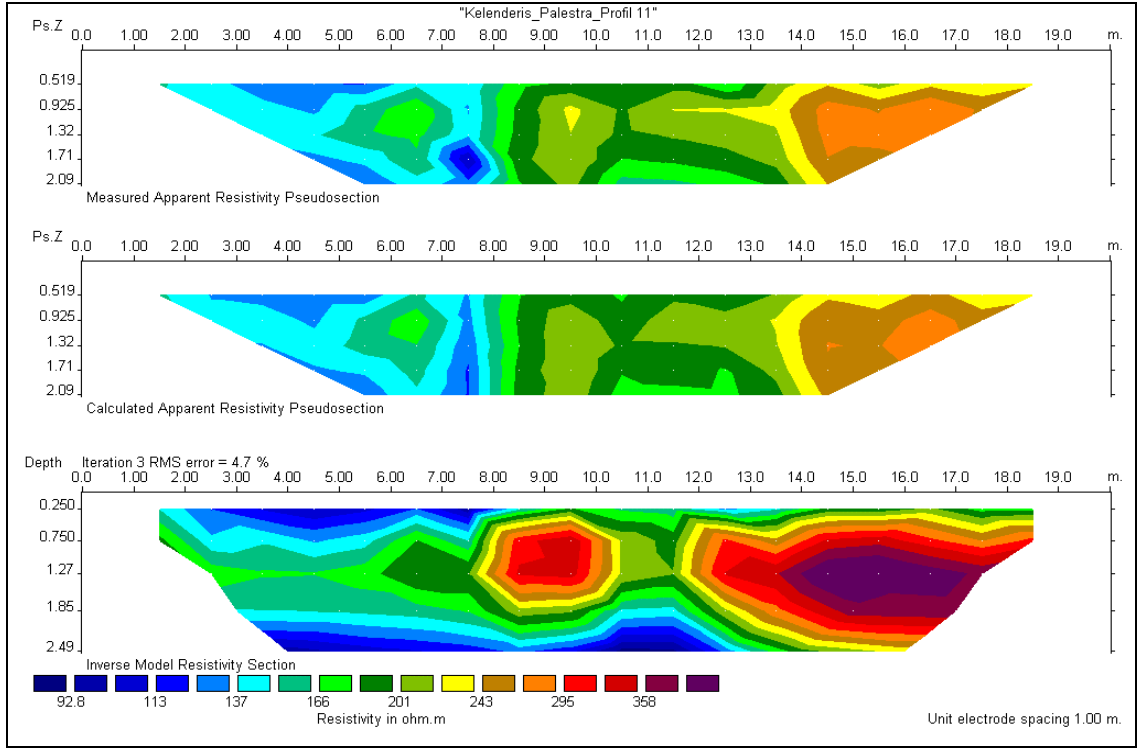 "Kelenderis_Palestra_Profil 11"
Ps.Z 0.0 1.00 2.00 3.00 4.00 5.00 6.00 7.00 8.00 9.00 10.0 11.0 12.0 13.0 14.0 15.0 16.0 17.0 18.0 19.0 m.
0.519
0.925
1.32
1.71
2.09
Measured Apparent Resistivity Pseudosection
Ps.Z 0.0 1.00 2.00 3.00 4.00 5.00 6.00 7.00 8.00 9.00 10.0 11.0 12.0 13.0 14.0 15.0 16.0 17.0 18.0 19.0 m.
0.519
0.925
1.32
1.71
2.09
Calculated Apparent Resistivity Pseudosection
Depth Iteration 3 RMS error = 4.7 %
0.0 1.00 2.00 3.00 4.00 5.00 6.00 7.00 8.00 9.00 10.0 11.0 12.0 13.0 14.0 15.0 16.0 17.0 18.0 m.
0.250
0.750
1.27
1.85
2.49
Inverse Model Resistivity Section
92.8 113 137 166 201 243 295 358
Resistivity in ohm.m Unit electrode spacing 1.00 m.